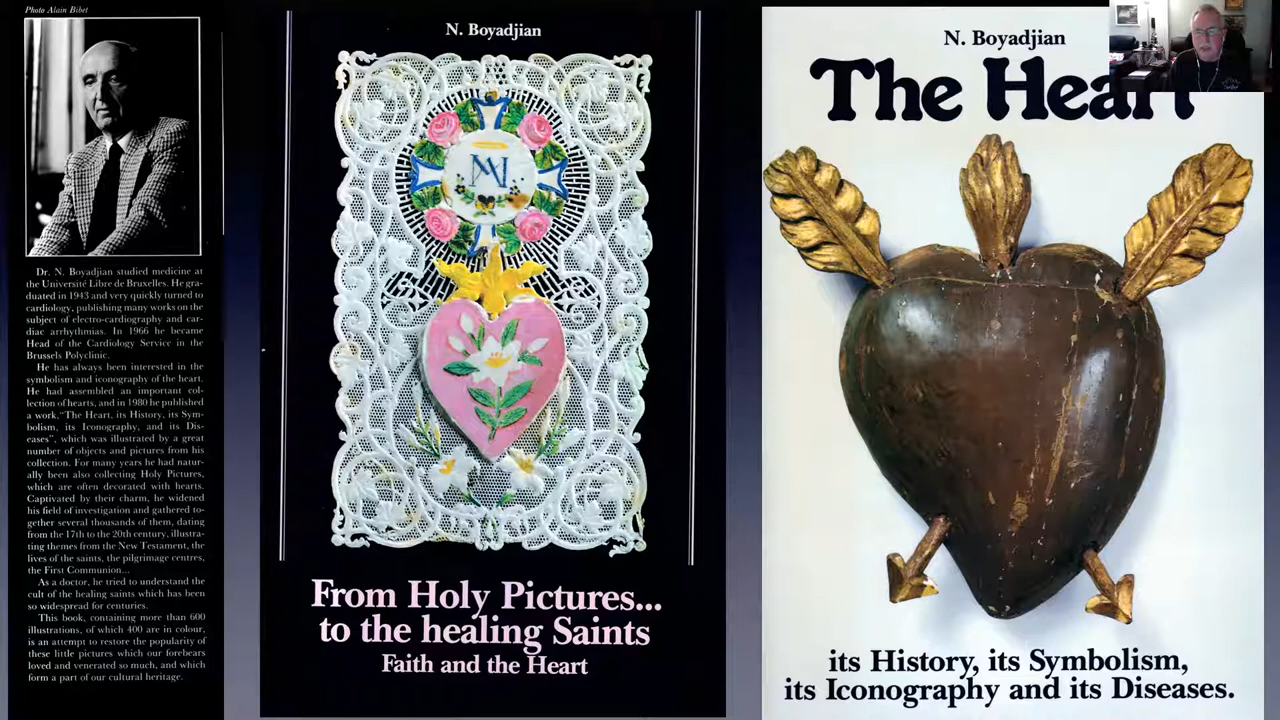 Photo Alain Bibet
Dr. N. Boyadjian studied medicine at
the Université Libre de Bruxelles. He gra-
duated in 1943 and very quickly turned to
cardiology, publishing many works on the
subject of electro-cardiography and car-
diac arrhythmias. In 1966 he became
Head of the Cardiology Service in the
Brussels Polyclinic.
He has always been interested in the
symbolism and iconography of the heart.
He had assembled an important col-
lection of hearts, and in 1980 he published
a work,"The Heart, its History, its Sym-
bolism, its Iconography, and its Dis-
eases", which was illustrated by a great
number of objects and pictures from his
collection. For many years he had natur-
ally been also collecting Holy Pictures,
which are often decorated with hearts.
Captivated by their charm, he widened
his field of investigation and gathered to-
gether several thousands of them, dating
from the 17th to the 20th century, illustra-
ting themes from the New Testament, the
lives of the saints, the pilgrimage centres,
the First Communion...
As a doctor, he tried to understand the
cult of the healing saints which has been
so widespread for centuries.
This book, containing more than 600
illustrations, of which 400 are in colour,
is an attempt to restore the popularity of
these little pictures which our forebears
loved and venerated so much, and which
form a part of our cultural heritage.
N. Boyadjian
From Holy Pictures...
to the healing Saints
Faith and the Heart
N. Boyadjian
The Heart
its History, its Symbolism,
its Iconography and its Diseases.